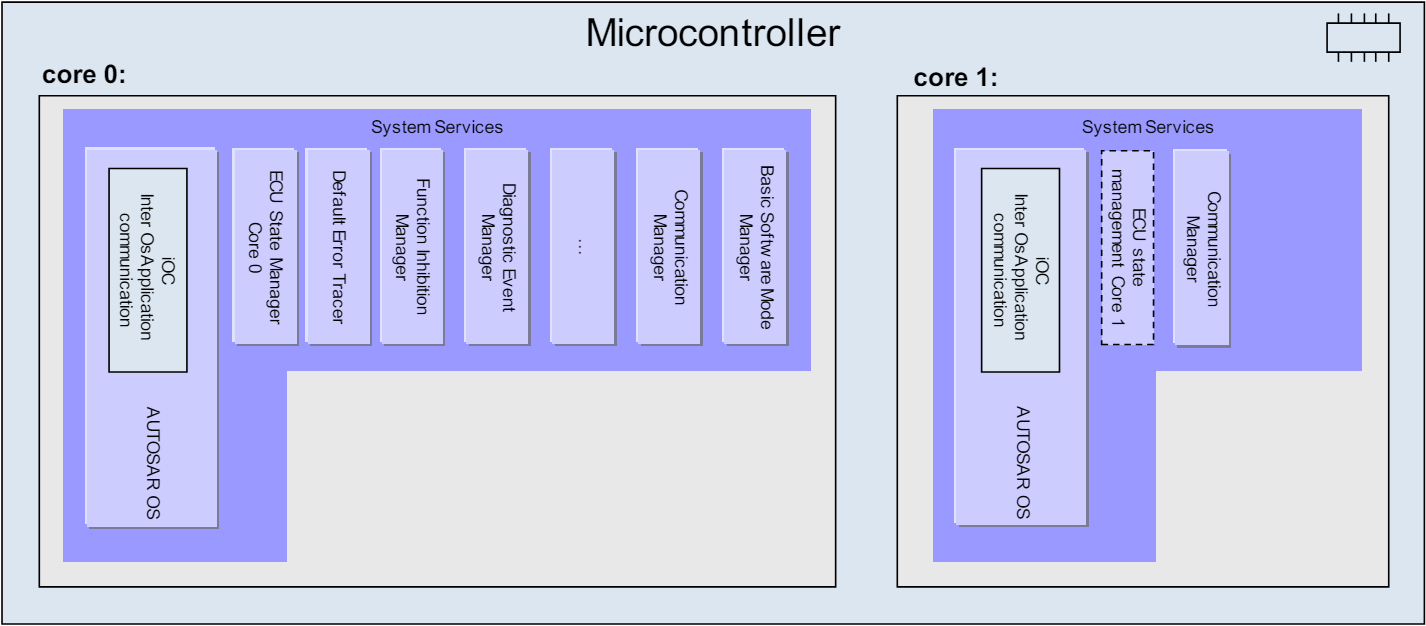 Microcontroller
core 0:
System Services
iOC
Inter OsApplication
communication
AUTOSAR OS
ECU State Manager
Core 0
Default Error Tracer
Function Inhibition
Manager
Diagnostic Event
Manager
...
Communication
Manager
Basic Software Mode
Manager
core 1:
System Services
iOC
Inter OsApplication
communication
AUTOSAR OS
ECU state
management Core 1
Communication
Manager